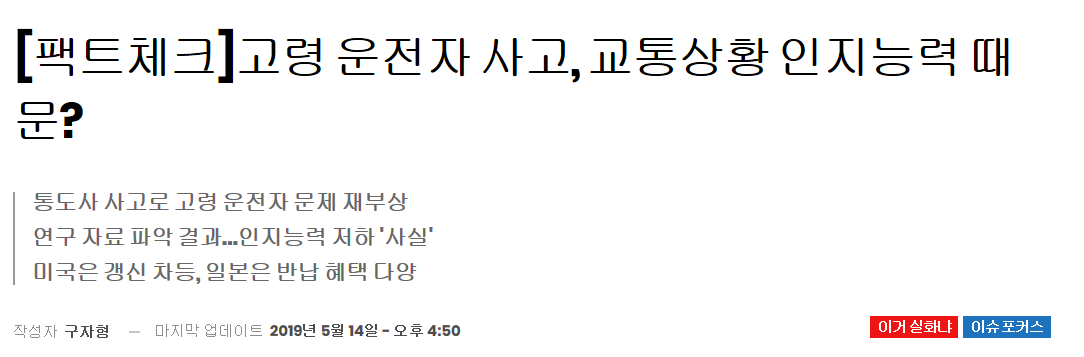 [팩트체크]고령 운전자 사고, 교통상황 인지능력 때
문?
통도사 사고로 고령 운전자 문제 재부상
연구 자료 파악 결과...인지능력 저하 '사실'
미국은 갱신 차등, 일본은 반납 혜택 다양
작성자 구자형 — 마지막 업데이트 2019년 5월 14일 - 오후 4:50
이거 실화냐 이슈포커스